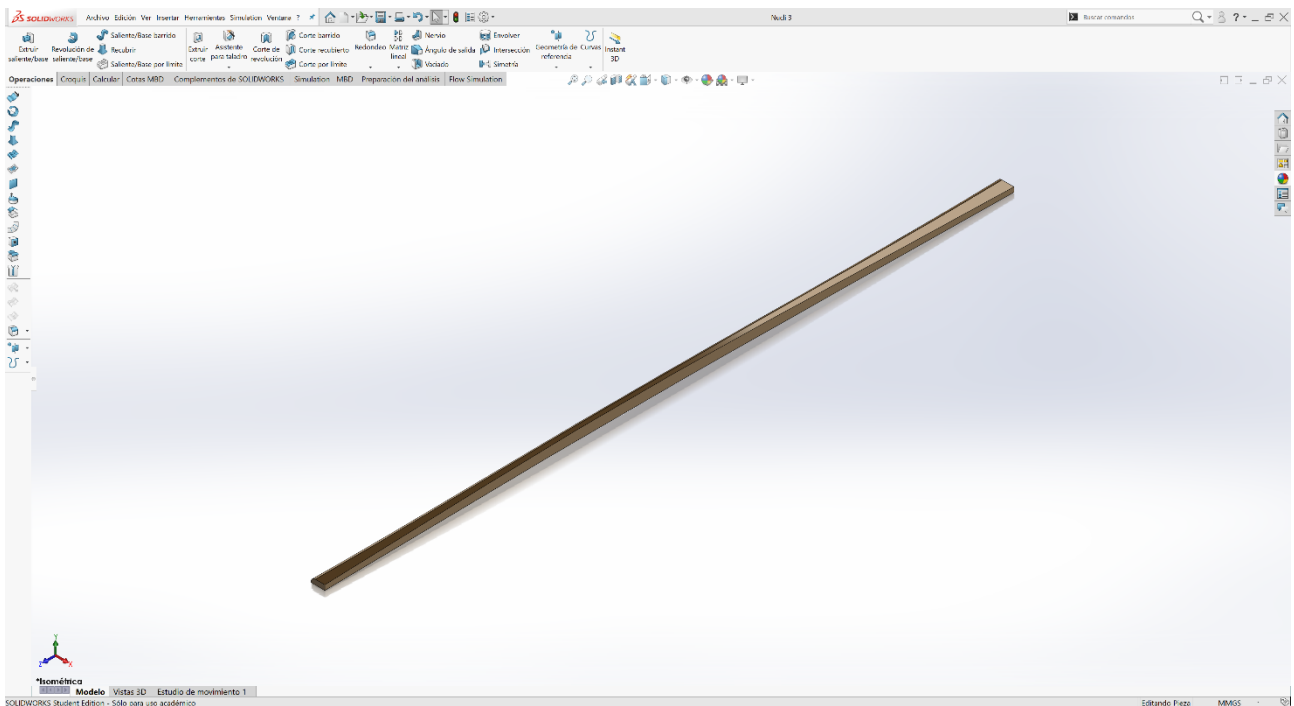 SOLIDWORKS Archivo Edición Ver Insertar Herramientas Simulation Ventana ? Nudi 3 Buscar comandos
Extruir saliente/base
Revolución de saliente/base
Saliente/Base barrido
Recubrir
Saliente/Base por límite
Extruir corte
Asistente para taladro
Corte de revolución
Corte barrido
Corte recubierto
Corte por límite
Redondeo
Matriz lineal
Nervio
Ángulo de salida
Vaciado
Envolver
Intersección
Simetría
Geometría de referencia
Curvas
Instant 3D
Operaciones Croquis Calcular Cotas MBD Complementos de SOLIDWORKS Simulation MBD Preparacion del análisis Flow Simulation
Y
Z X
*Isométrica
Modelo Vistas 3D Estudio de movimiento 1
SOLIDWORKS Student Edition - Sólo para uso académico Editando Pieza MMGS